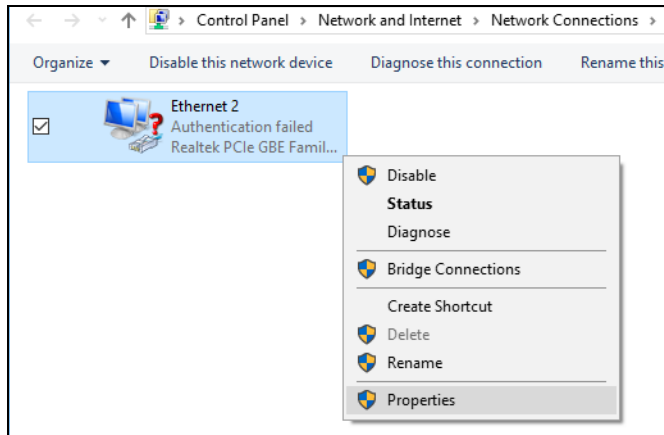 Control Panel > Network and Internet > Network Connections >
Organize Disable this network device Diagnose this connection Rename this
Ethernet 2
Authentication failed
Realtek PCIe GBE Famil...
Disable
Status
Diagnose
Bridge Connections
Create Shortcut
Delete
Rename
Properties